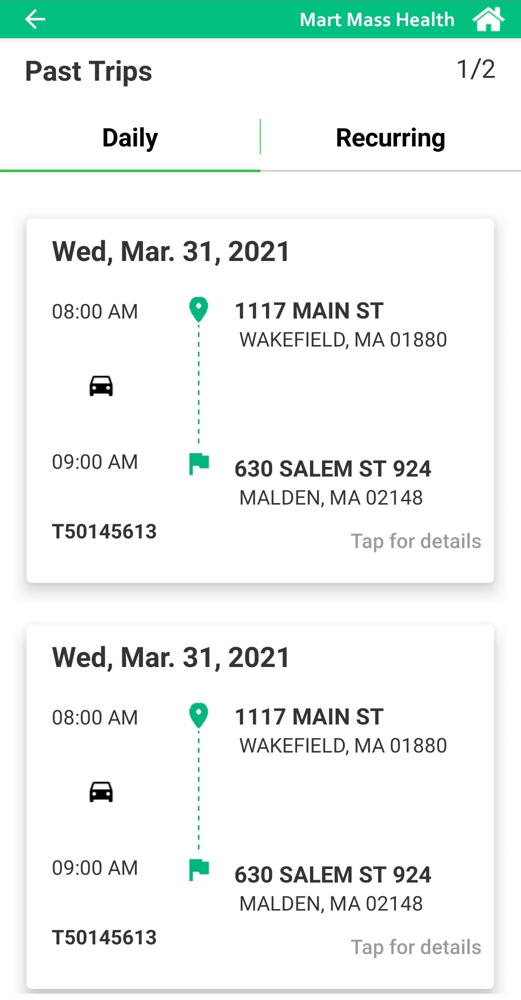 Mart Mass Health
Past Trips
1/2
Daily
Recurring
Wed, Mar. 31, 2021
08:00 AM
1117 MAIN ST
WAKEFIELD, MA 01880
09:00 AM
630 SALEM ST 924
MALDEN, MA 02148
T50145613
Tap for details
Wed, Mar. 31, 2021
08:00 AM
1117 MAIN ST
WAKEFIELD, MA 01880
09:00 AM
630 SALEM ST 924
MALDEN, MA 02148
T50145613
Tap for details